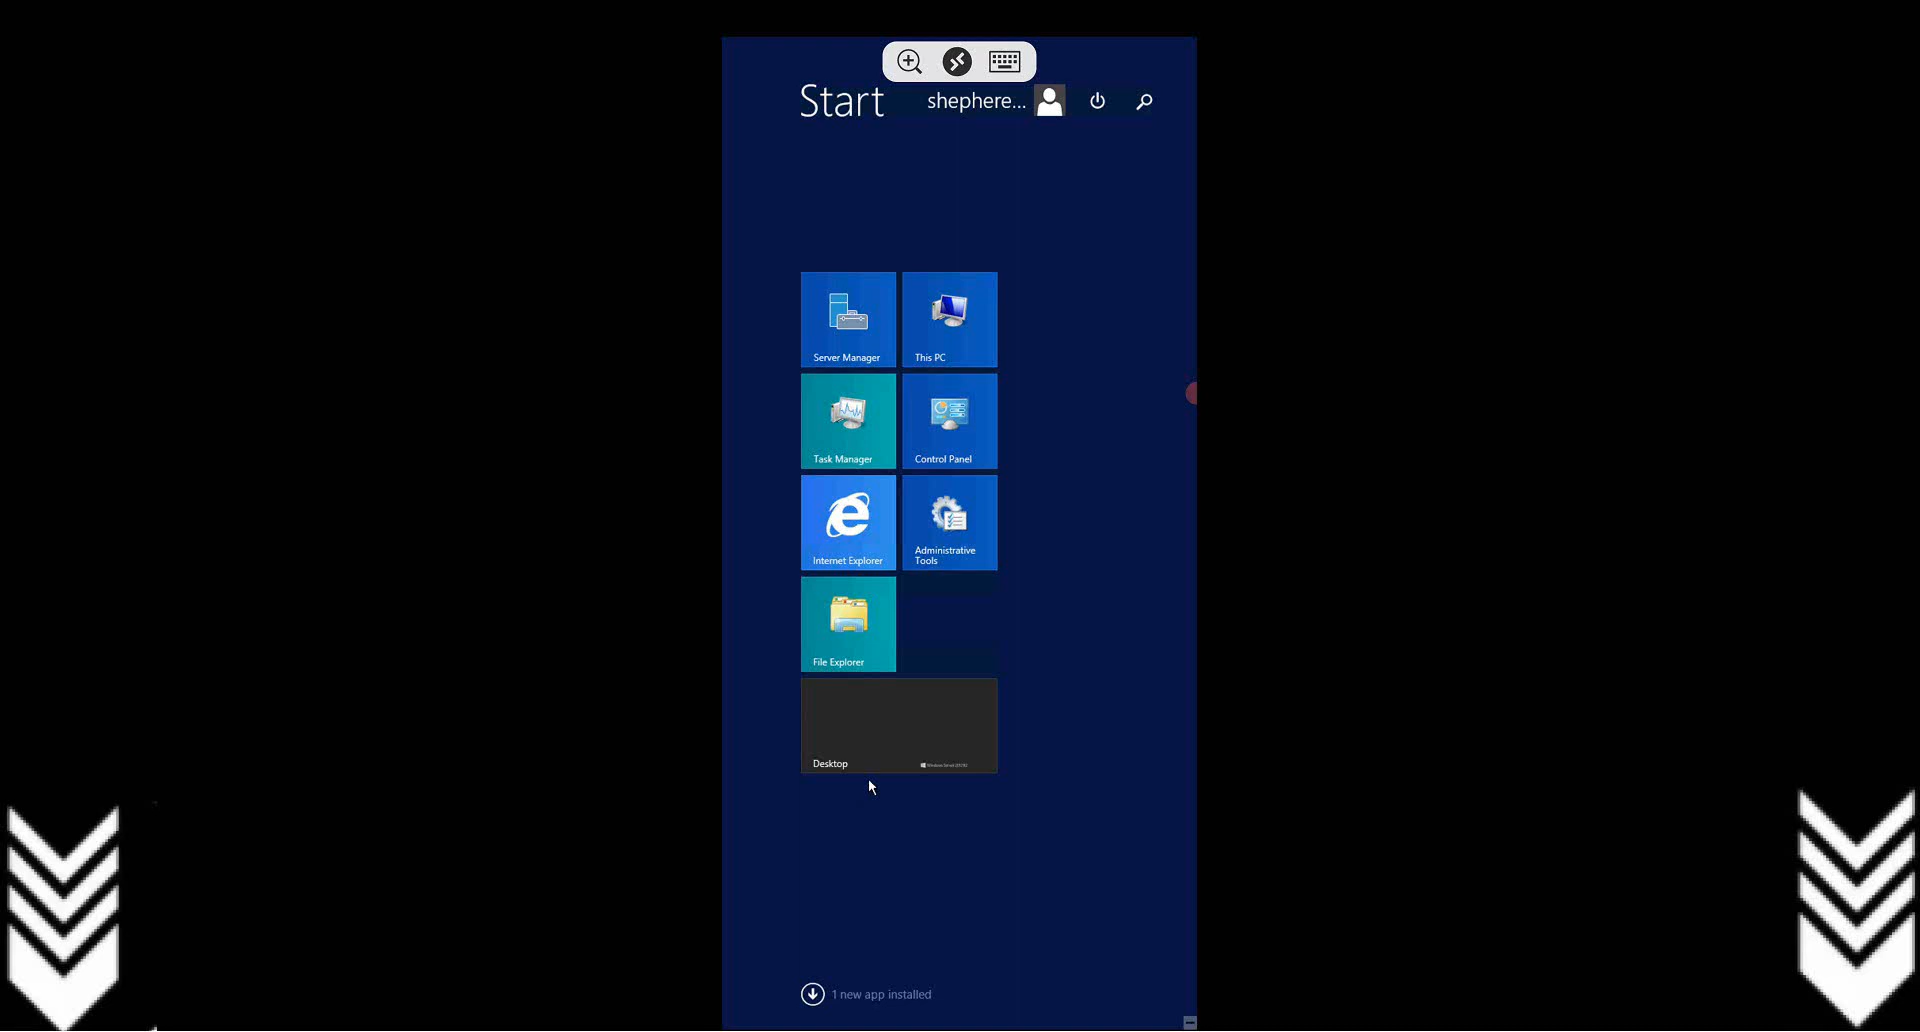 Start shephere...
Server Manager This PC
Task Manager Control Panel
Internet Explorer Administrative
Tools
File Explorer
Desktop
1 new app installed